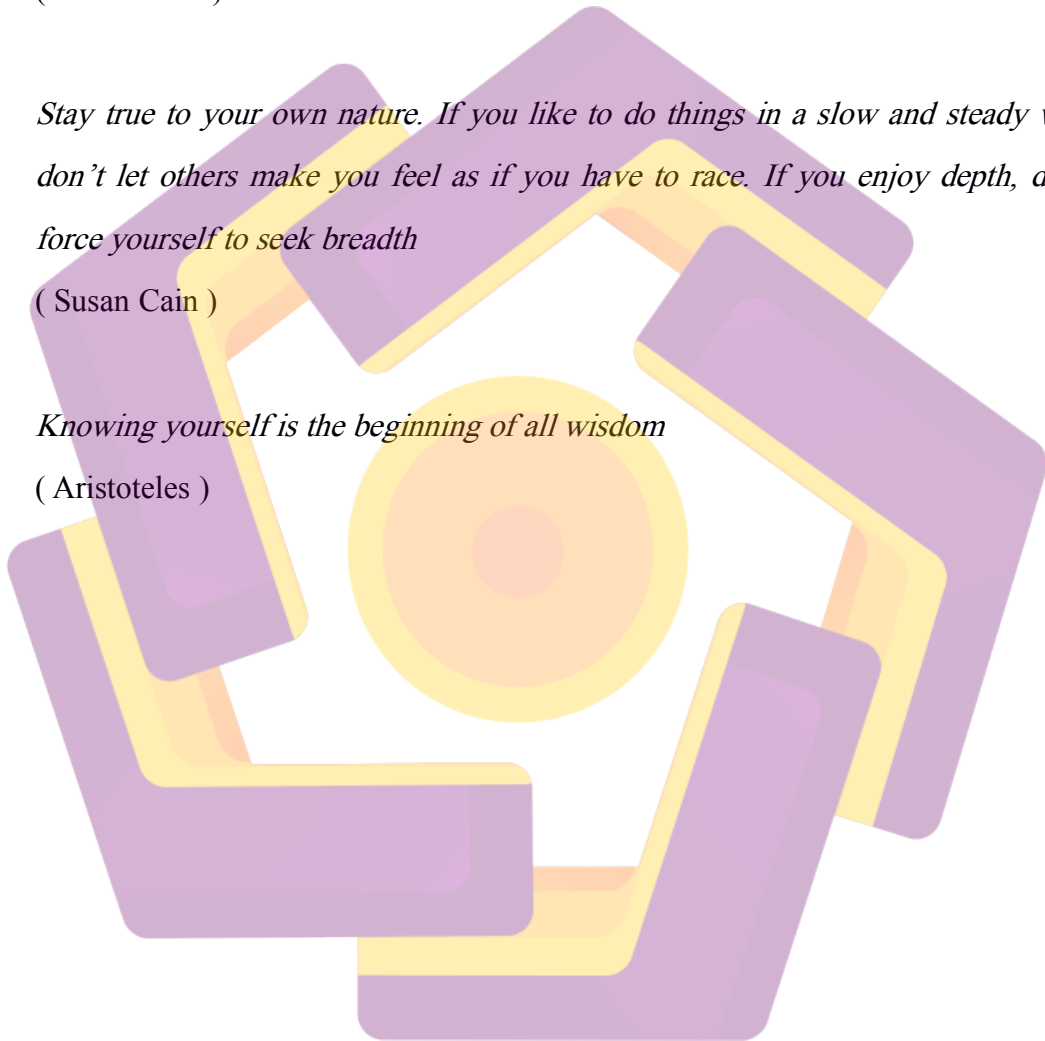 Stay true to your own nature. If you like to do things in a slow and steady
don’t let others make you feel as if you have to race. If you enjoy depth,
force yourself to seek breadth
( Susan Cain )
Knowing yourself is the beginning of all wisdom
( Aristoteles )